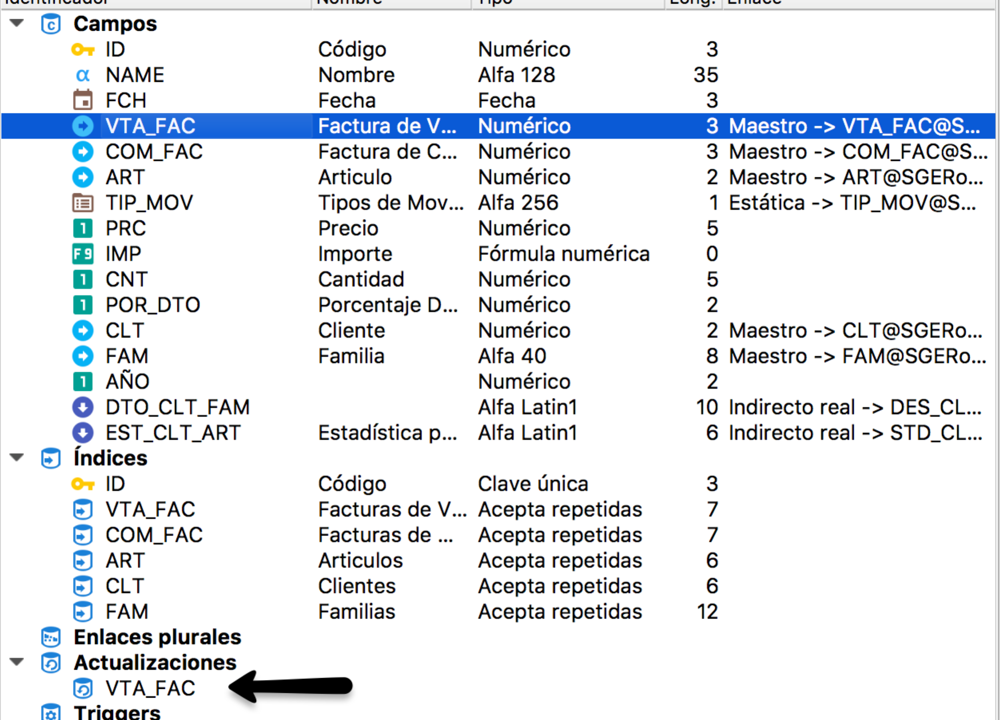 Identificador Nombre Tipo Long. Enlace
c Campos
ID Código Numérico 3
α NAME Nombre Alfa 128 35
FCH Fecha Fecha 3
VTA_FAC Factura de V... Numérico 3 Maestro -> VTA_FAC@S...
COM_FAC Factura de C... Numérico 3 Maestro -> COM_FAC@S...
ART Articulo Numérico 2 Maestro -> ART@SGERo...
TIP_MOV Tipos de Mov... Alfa 256 1 Estática -> TIP_MOV@S...
1 PRC Precio Numérico 5
F9 IMP Importe Fórmula numérica 0
1 CNT Cantidad Numérico 5
1 POR_DTO Porcentaje D... Numérico 2
CLT Cliente Numérico 2 Maestro -> CLT@SGERo...
FAM Familia Alfa 40 8 Maestro -> FAM@SGERo...
1 AÑO Numérico 2
DTO_CLT_FAM Alfa Latin1 10 Indirecto real -> DES_CL...
EST_CLT_ART Estadística p... Alfa Latin1 6 Indirecto real -> STD_CL...
Índices
ID Código Clave única 3
VTA_FAC Facturas de V... Acepta repetidas 7
COM_FAC Facturas de ... Acepta repetidas 7
ART Articulos Acepta repetidas 6
CLT Clientes Acepta repetidas 6
FAM Familias Acepta repetidas 12
Enlaces plurales
Actualizaciones
VTA_FAC
Triggers